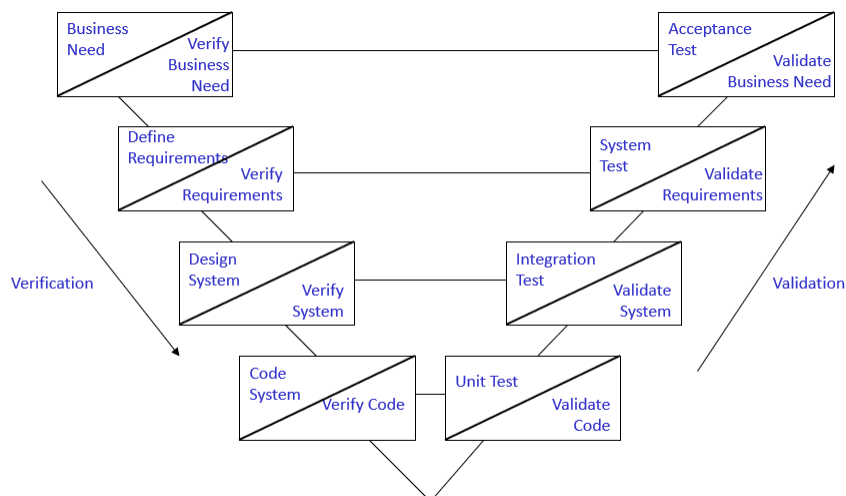 Business
Need
Verify
Business
Need
Acceptance
Test
Validate
Business Need
Define
Requirements
Verify
Requirements
System
Test
Validate
Requirements
Design
System
Verify
System
Integration
Test
Validate
System
Verification
Validation
Code
System
Verify Code
Unit Test
Validate
Code